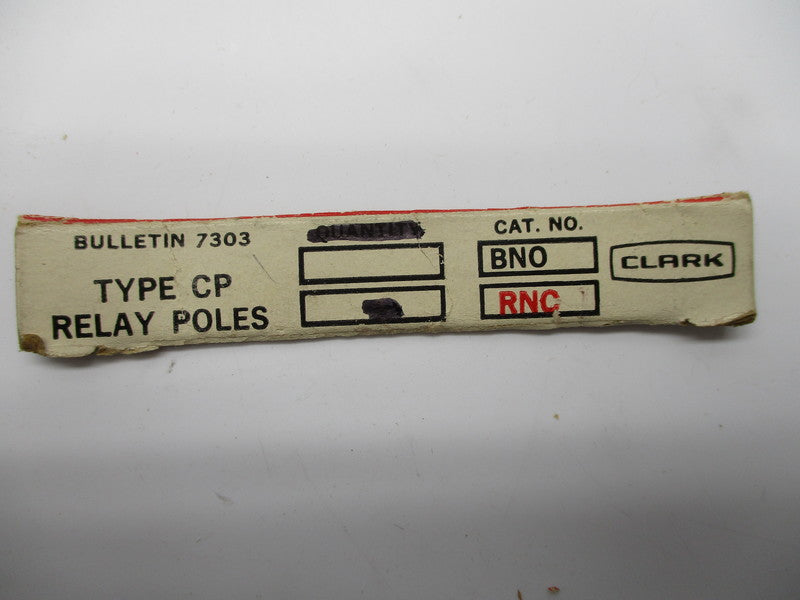 BULLETIN 7303
TYPE CP
RELAY POLES
QUANTITY
CAT. NO.
BNO
RNC
CLARK